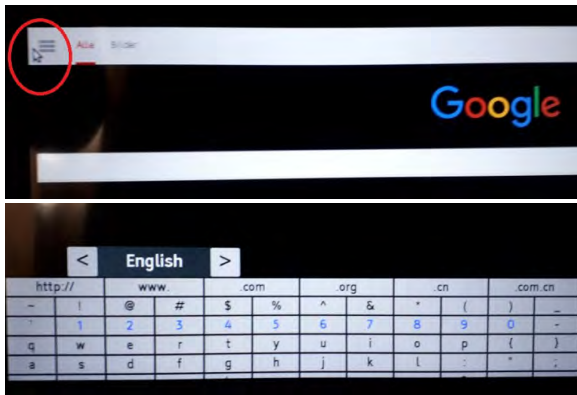 Alle Bilder
Google
< English >
http:// www. .com .org .cn .com.cn
~ ! @ # $ % ^ & * ( ) _
` 1 2 3 4 5 6 7 8 9 0 -
q w e r t y u i o p { }
a s d f g h j k l : " ;